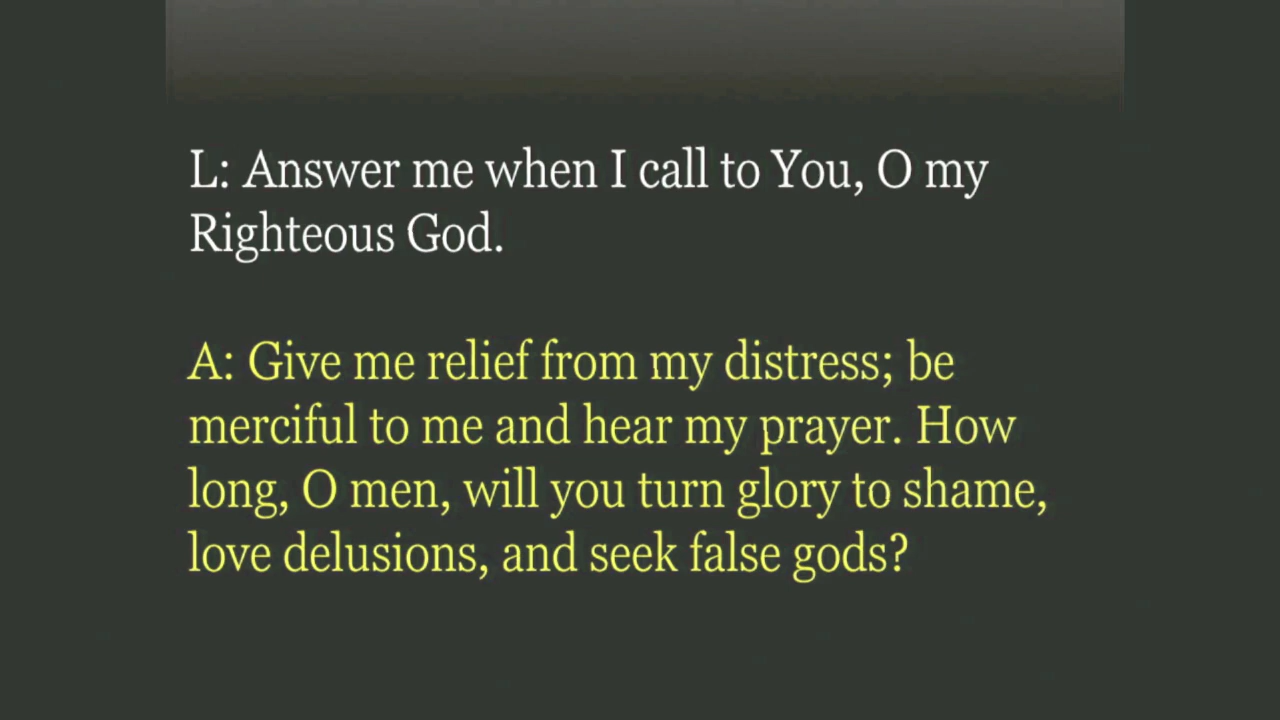 L: Answer me when I call to You, O my
Righteous God.
A: Give me relief from my distress; be
merciful to me and hear my prayer. How
long, O men, will you turn glory to shame,
love delusions, and seek false gods?